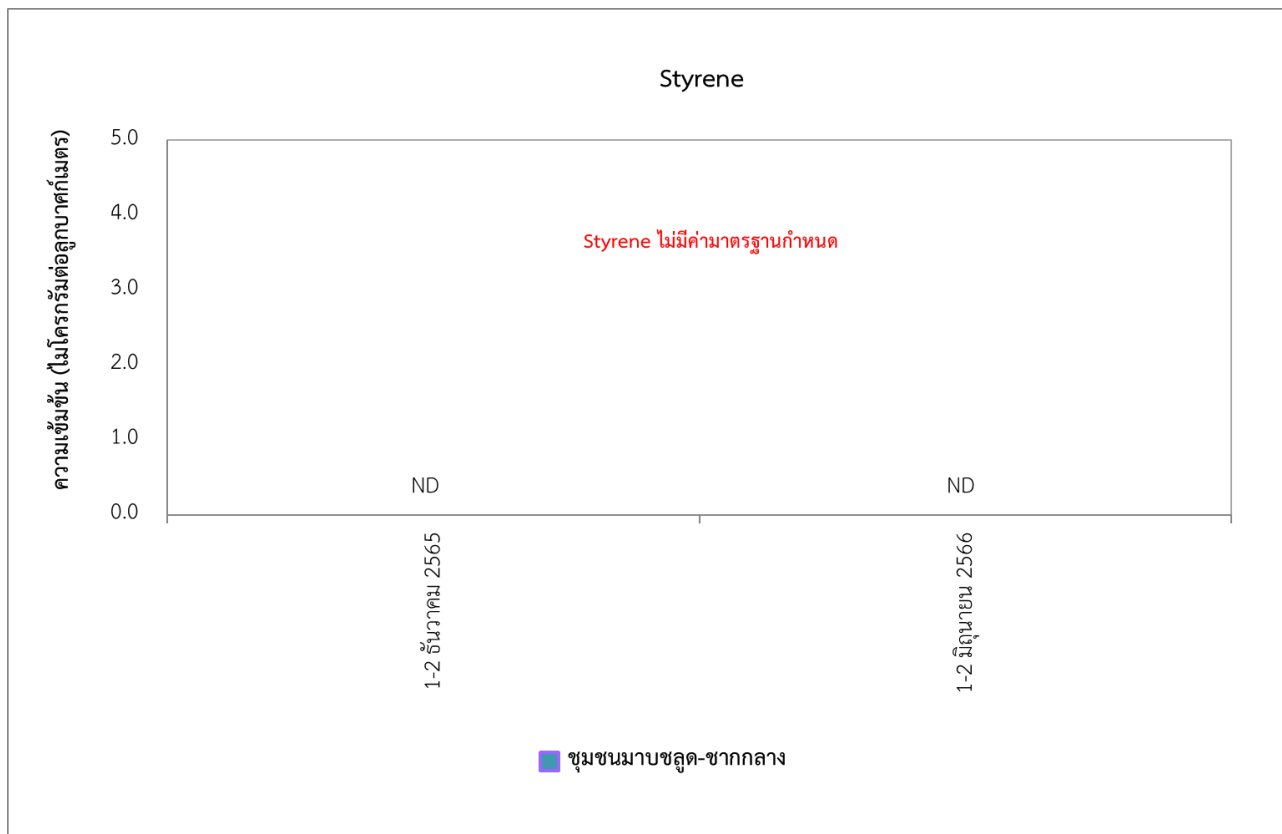 Styrene
ความเข้มข้น (ไมโครกรัมต่อลูกบาศก์เมตร)
5.0
4.0
3.0
2.0
1.0
0.0
Styrene ไม่มีค่ามาตรฐานกำหนด
ND
ND
1-2 ธันวาคม 2565
1-2 มิถุนายน 2566
ชุมชนมาบชลูด-ชากกลาง